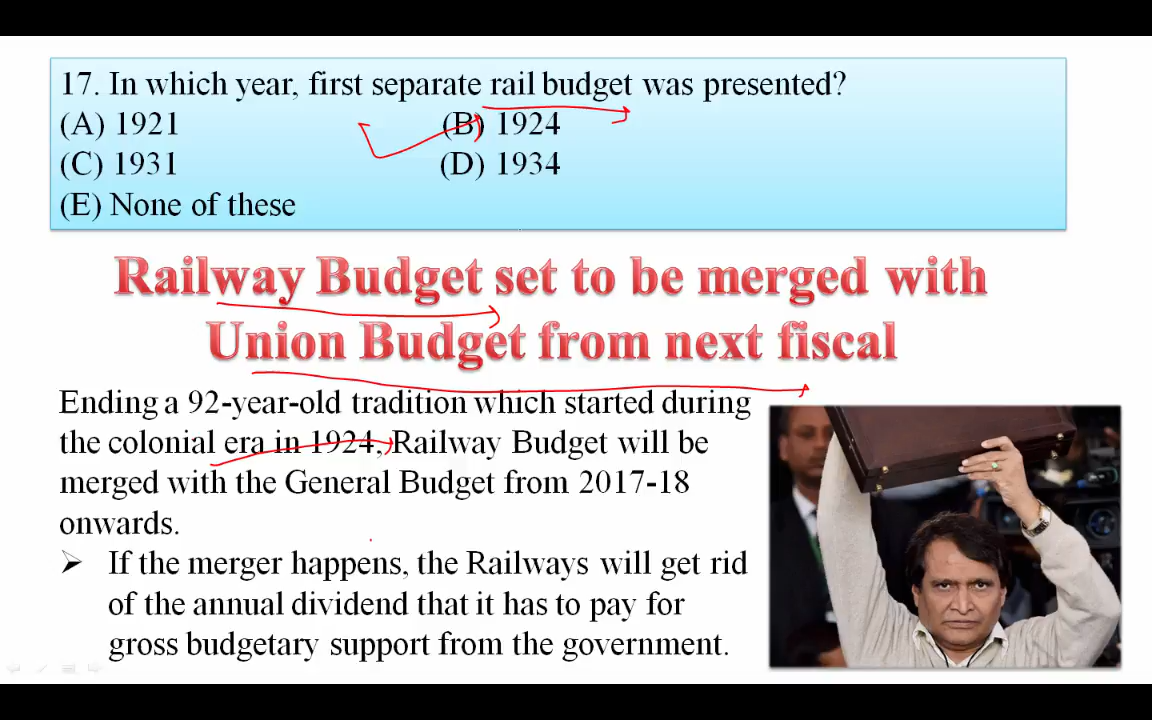 17. In which year, first separate rail budget was presented?
(A) 1921 (B) 1924
(C) 1931 (D) 1934
(E) None of these
Railway Budget set to be merged with
Union Budget from next fiscal
Ending a 92-year-old tradition which started during
the colonial era in 1924, Railway Budget will be
merged with the General Budget from 2017-18
onwards.
If the merger happens, the Railways will get rid
of the annual dividend that it has to pay for
gross budgetary support from the government.